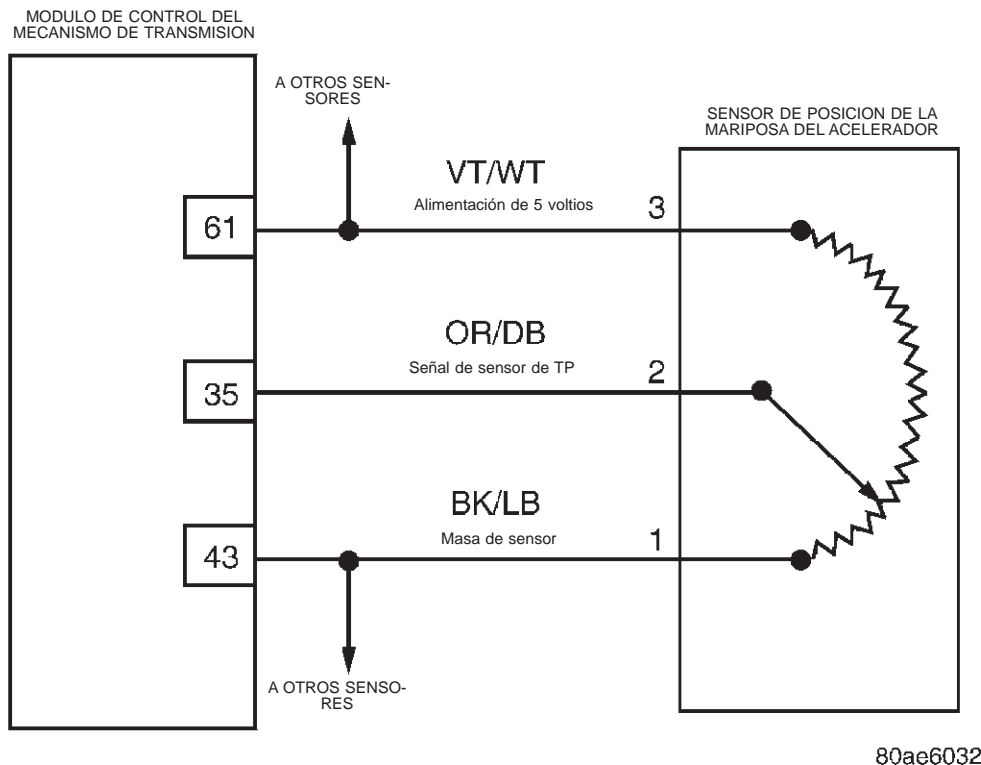 MODULO DE CONTROL DEL
MECANISMO DE TRANSMISION
A OTROS SEN-
SORES
SENSOR DE POSICION DE LA
MARIPOSA DEL ACELERADOR
VT/WT
Alimentación de 5 voltios
3
61
OR/DB
Señal de sensor de TP
2
35
BK/LB
Masa de sensor
1
43
A OTROS SENSO-
RES
80ae6032